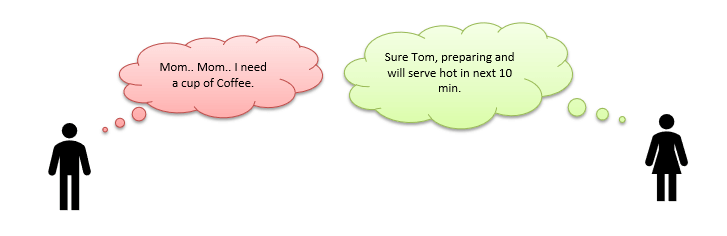 Mom.. Mom.. I need
a cup of Coffee.
Sure Tom, preparing and
will serve hot in next 10
min.